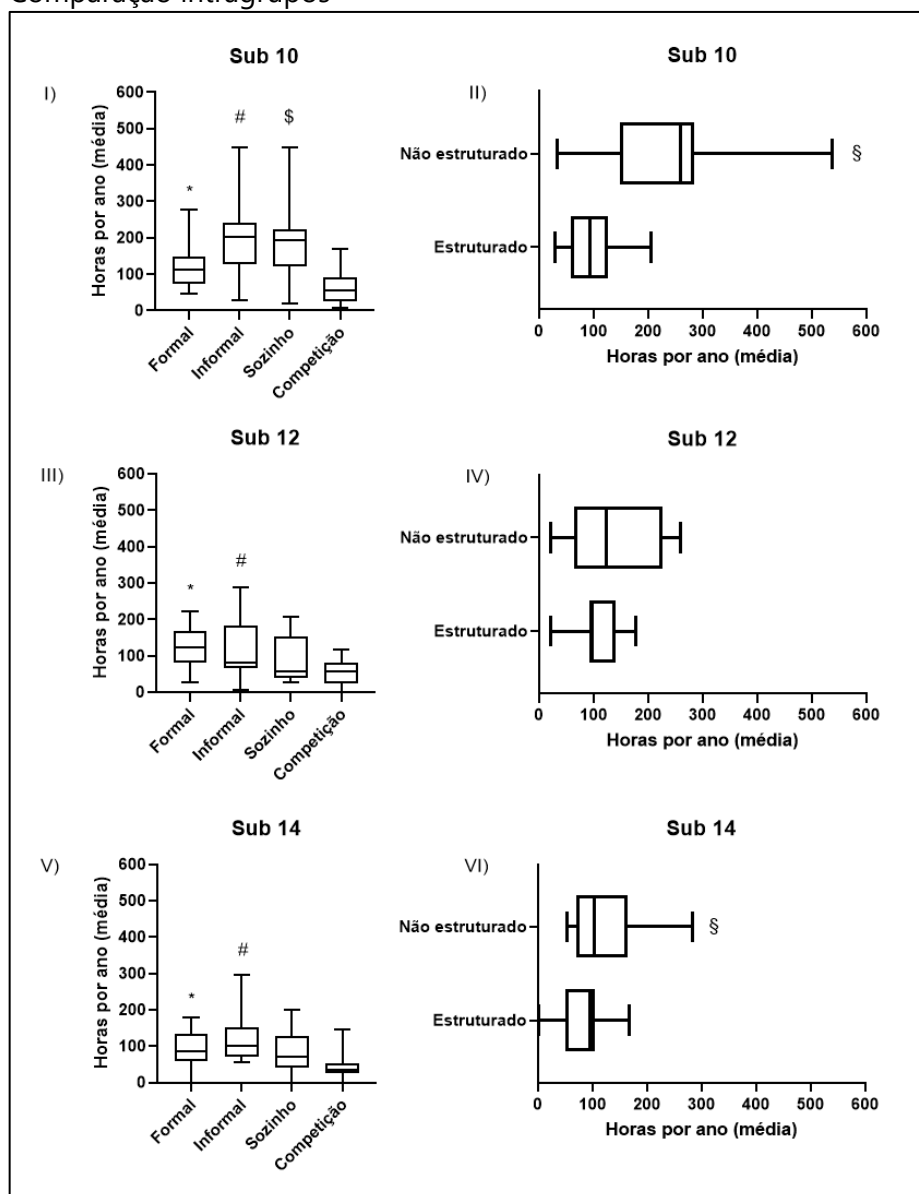 Comparação intragrupos
Sub 10
I)
600
500
400
300
200
100
0
Horas por ano (média)
*
#
$
Formal
Informal
Sozinho
Competição
Sub 10
II)
Não estruturado
§
Estruturado
0 100 200 300 400 500 600
Horas por ano (média)
Sub 12
III)
600
500
400
300
200
100
0
Horas por ano (média)
*
#
Formal
Informal
Sozinho
Competição
Sub 12
IV)
Não estruturado
Estruturado
0 100 200 300 400 500 600
Horas por ano (média)
Sub 14
V)
600
500
400
300
200
100
0
Horas por ano (média)
*
#
Formal
Informal
Sozinho
Competição
Sub 14
VI)
Não estruturado
§
Estruturado
0 100 200 300 400 500 600
Horas por ano (média)